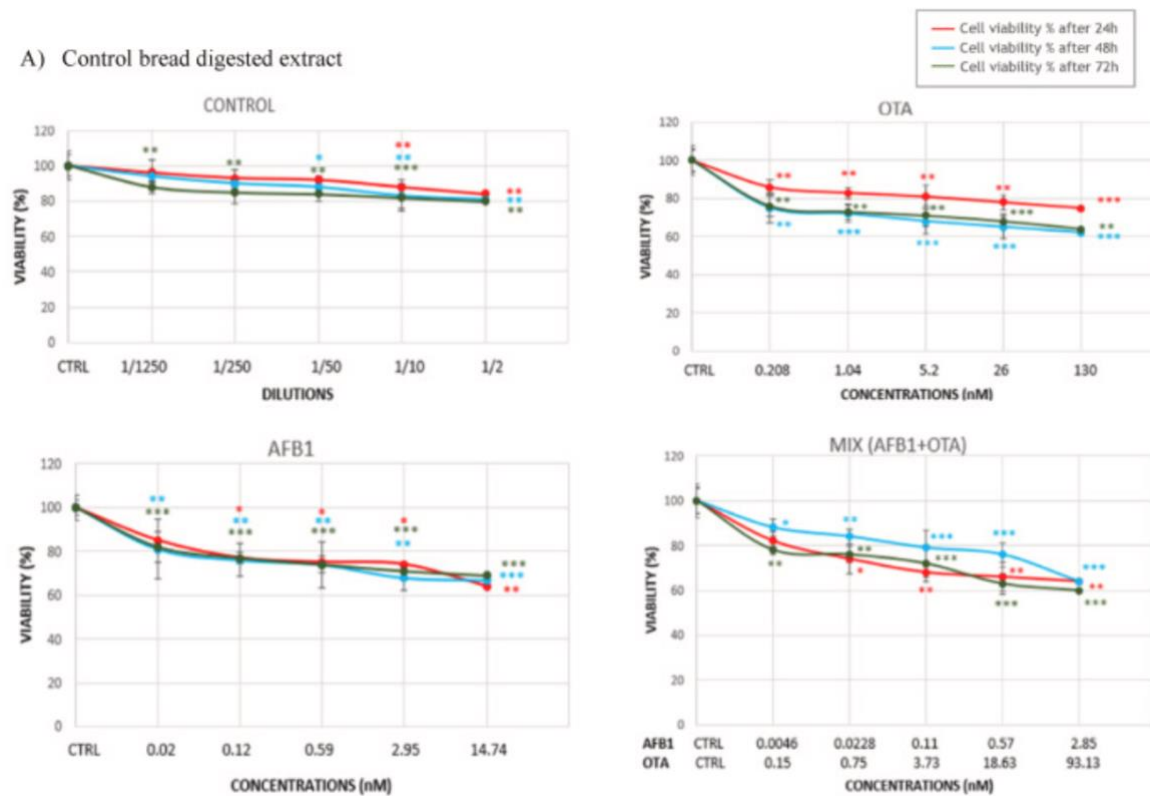 Cell viability % after 24h
Cell viability % after 48h
Cell viability % after 72h
A) Control bread digested extract
CONTROL
VIABILITY (%)
120
100
80
60
40
20
0
** ** * ** ** *** ** ** ** ** **
CTRL 1/1250 1/250 1/50 1/10 1/2
DILUTIONS
OTA
VIABILITY (%)
120
100
80
60
40
20
0
** ** ** ** ***
** ** ** *** **
** *** *** *** ***
CTRL 0.208 1.04 5.2 26 130
CONCENTRATIONS (nM)
AFB1
VIABILITY (%)
120
100
80
60
40
20
0
** * * *
*** ** ** *** ***
*** *** ** ***
**
CTRL 0.02 0.12 0.59 2.95 14.74
CONCENTRATIONS (nM)
MIX (AFB1+OTA)
VIABILITY (%)
120
100
80
60
40
20
0
* ** *** *** ***
** ** *** ** **
* ** *** ***
AFB1 CTRL 0.0046 0.0228 0.11 0.57 2.85
OTA CTRL 0.15 0.75 3.73 18.63 93.13
CONCENTRATIONS (nM)